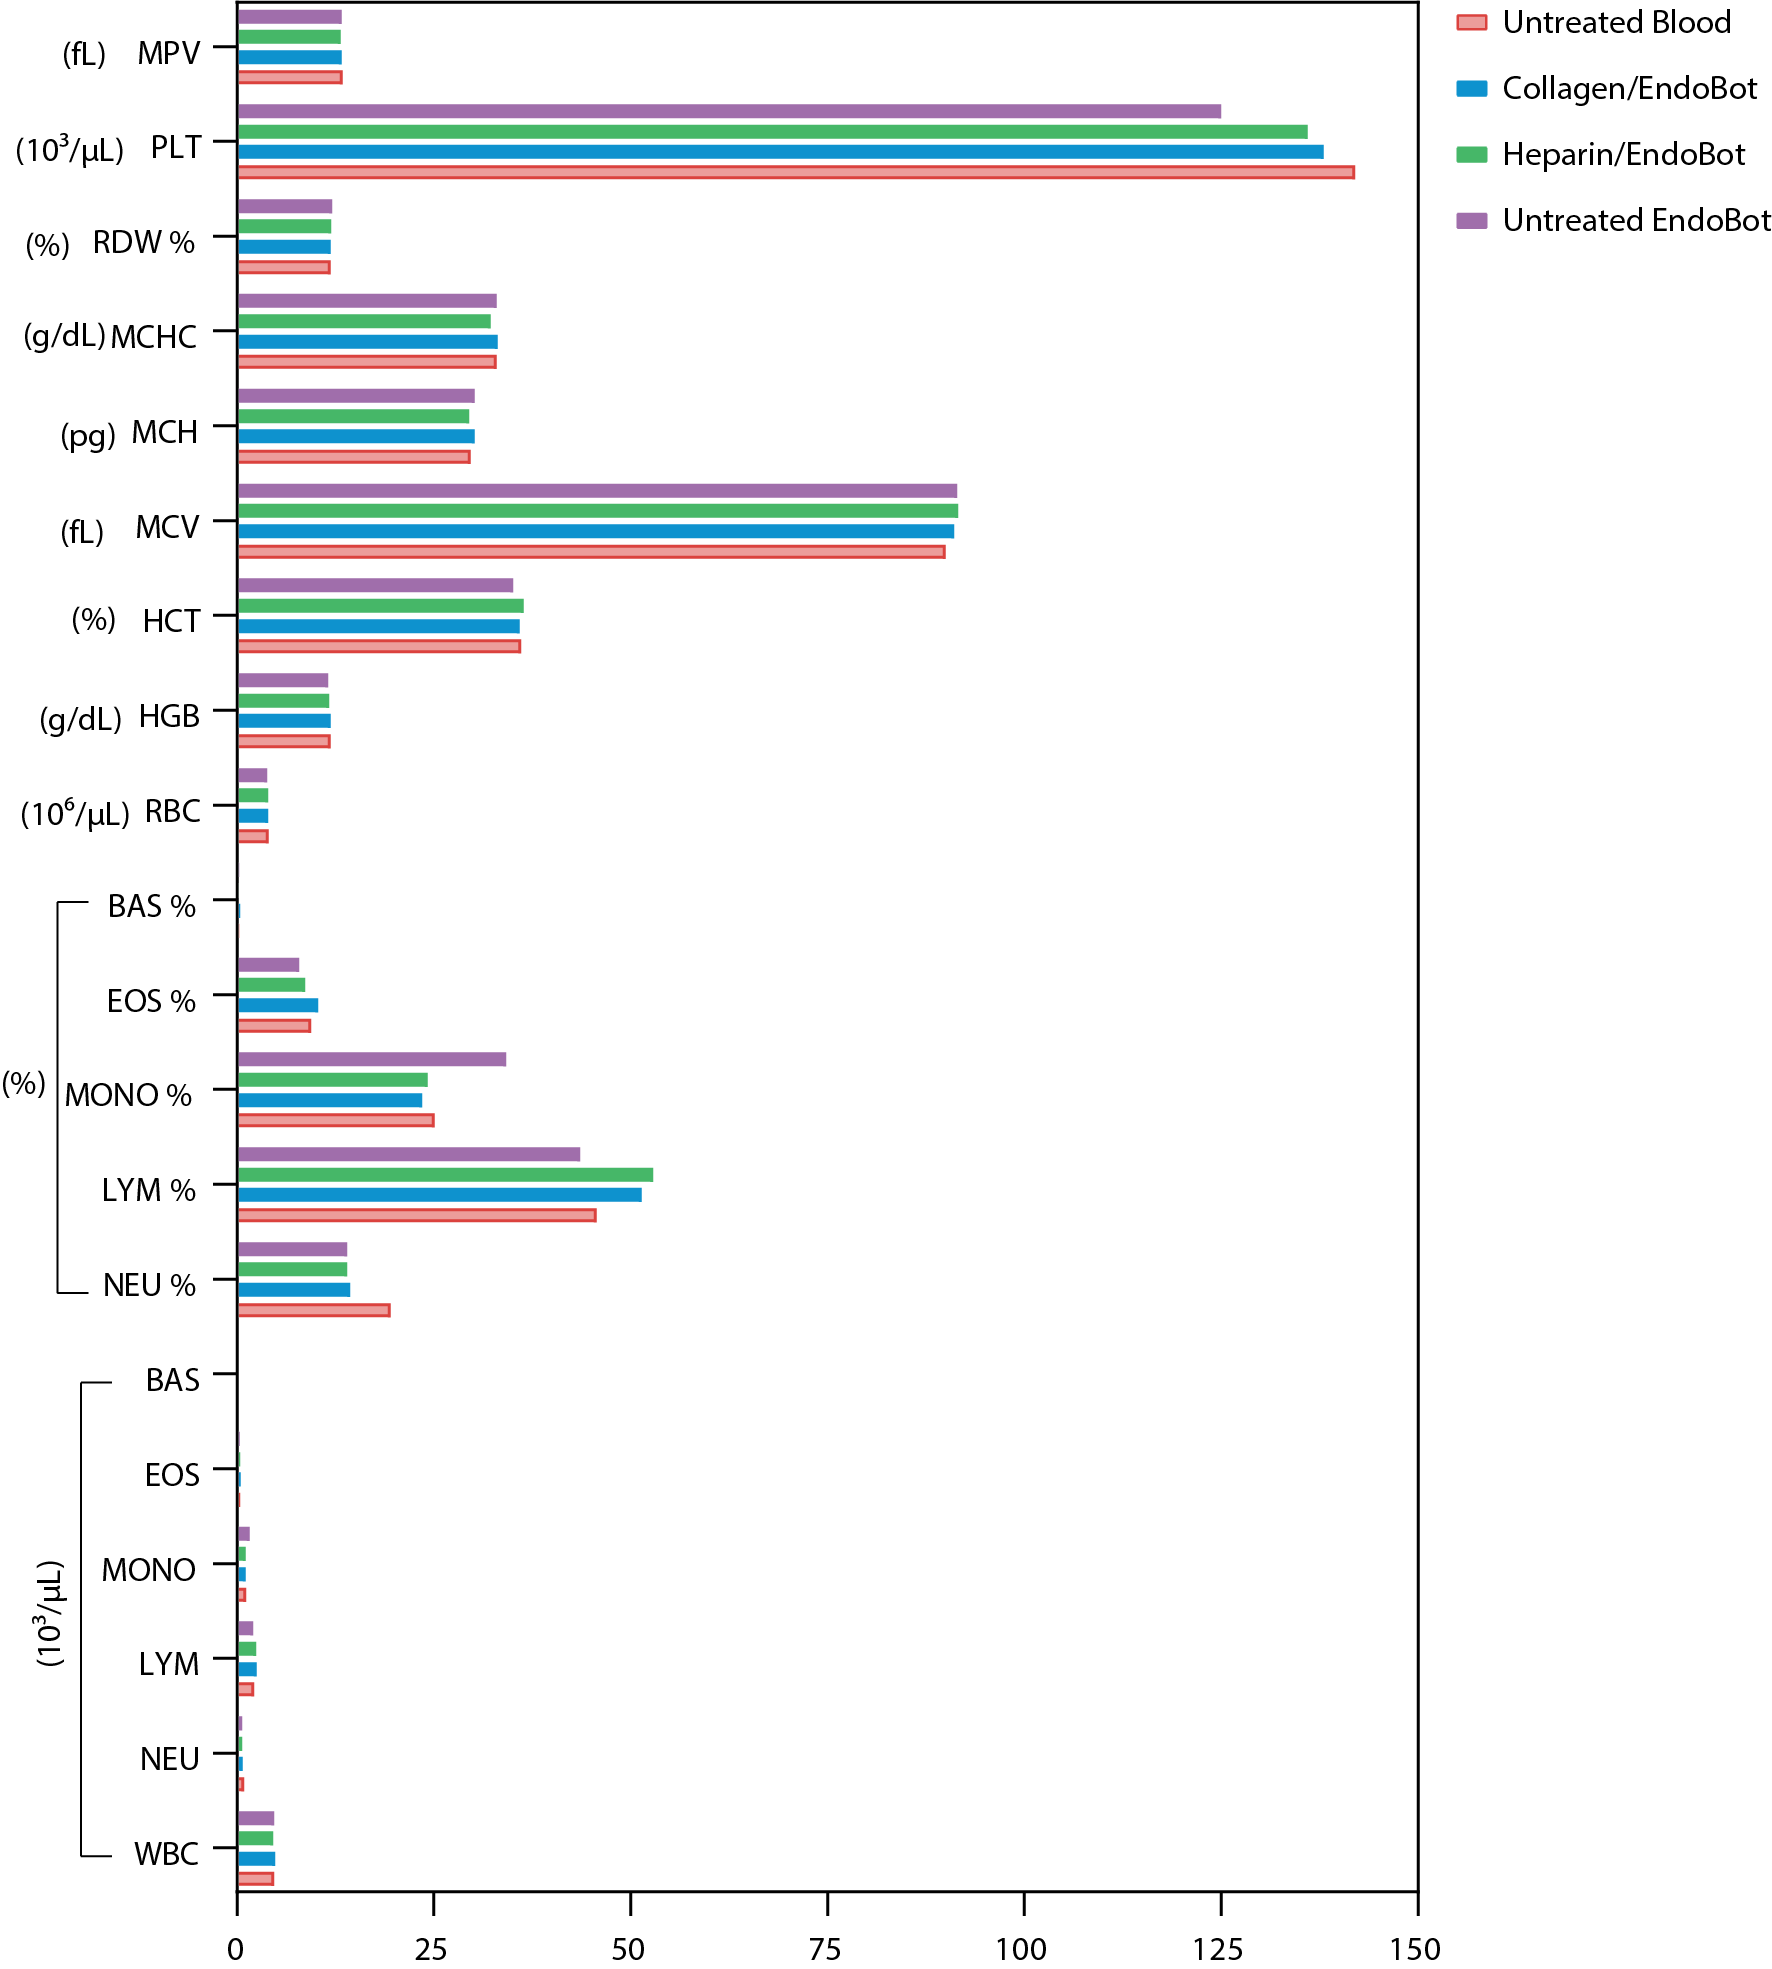 (fL) MPV
(10³/µL) PLT
(%) RDW %
(g/dL) MCHC
(pg) MCH
(fL) MCV
(%) HCT
(g/dL) HGB
(10⁶/µL) RBC
BAS %
EOS %
(%)
MONO %
LYM %
NEU %
BAS
EOS
MONO
(10³/µL)
LYM
NEU
WBC
0 25 50 75 100 125 150
Untreated Blood
Collagen/EndoBot
Heparin/EndoBot
Untreated EndoBot